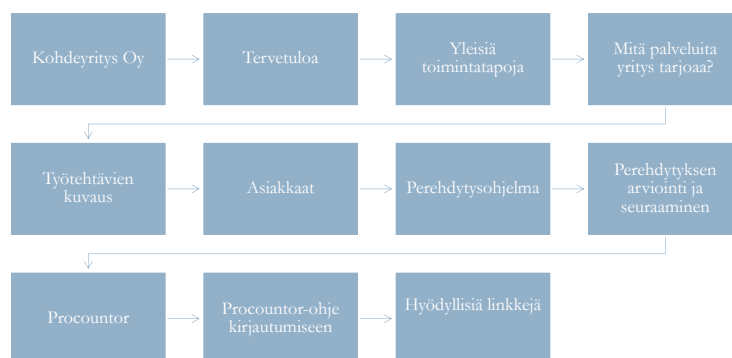 Kohdeyritys Oy
Tervetuloa
Yleisiä
toimintatapoja
Mitä palveluita
yritys tarjoaa?
Työtehtävien
kuvaus
Asiakkaat
Perehdytysohjelma
Perehdytyksen
arviointi ja
seuraaminen
Procountor
Procountor-ohje
kirjautumiseen
Hyödyllisiä linkkejä